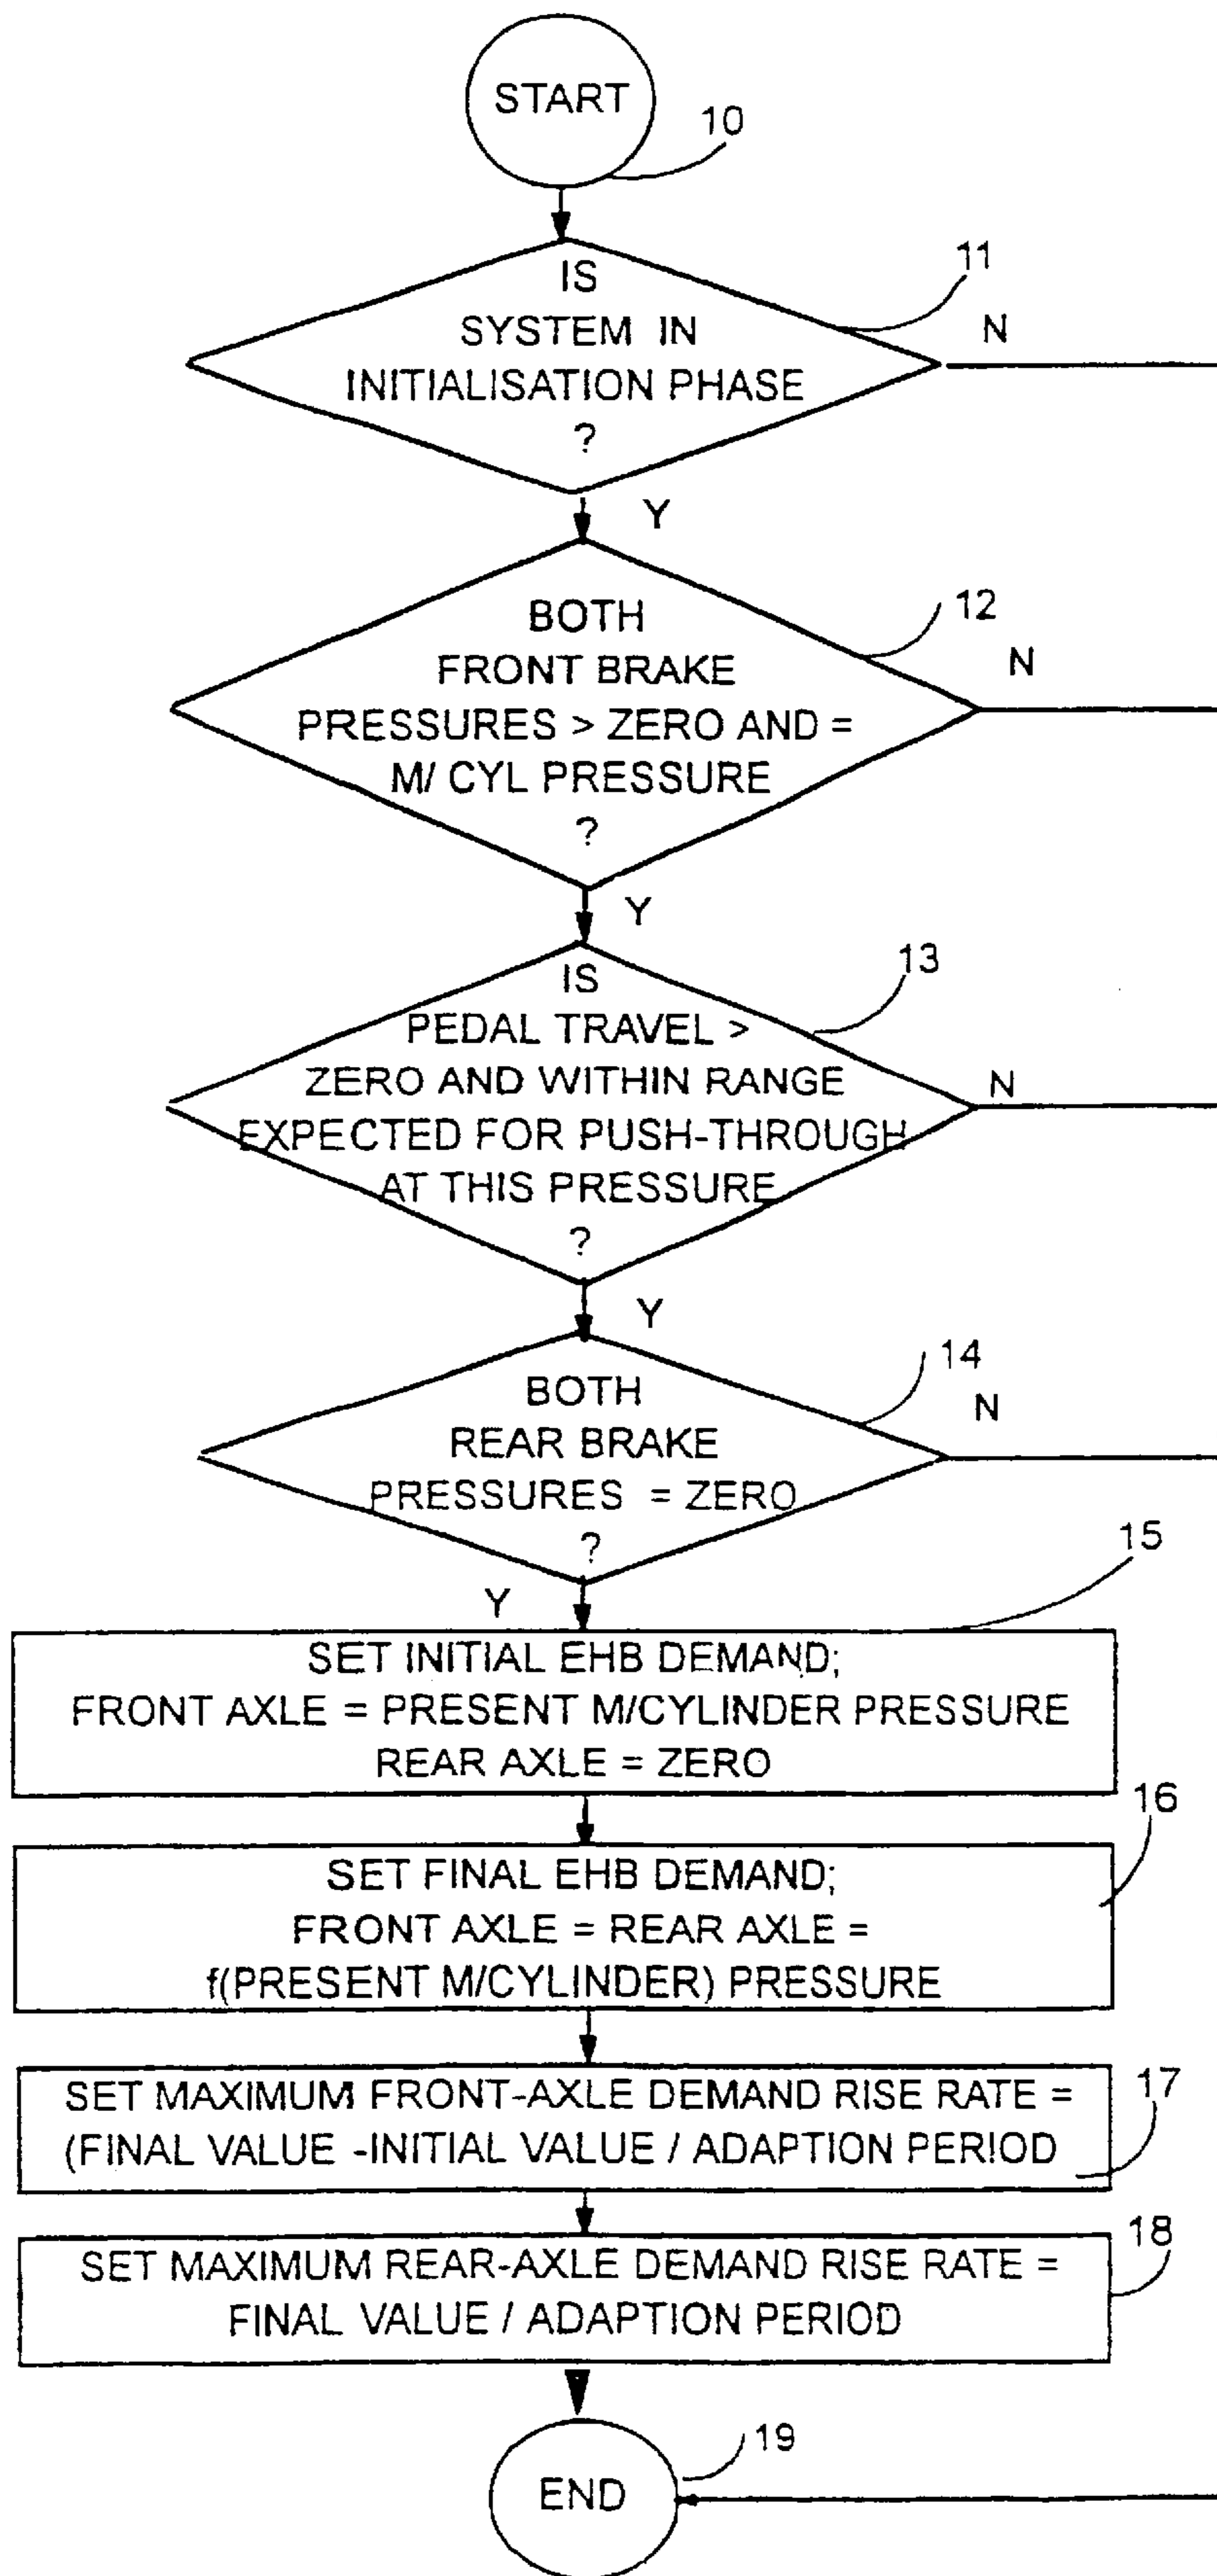 START
10
IS
SYSTEM IN
INITIALISATION PHASE
?
11
N
Y
BOTH
FRONT BRAKE
PRESSURES > ZERO AND =
M/ CYL PRESSURE
?
12
N
Y
IS
PEDAL TRAVEL >
ZERO AND WITHIN RANGE
EXPECTED FOR PUSH-THROUGH
AT THIS PRESSURE
?
13
N
Y
BOTH
REAR BRAKE
PRESSURES = ZERO
?
14
N
Y
15
SET INITIAL EHB DEMAND;
FRONT AXLE = PRESENT M/CYLINDER PRESSURE
REAR AXLE = ZERO
16
SET FINAL EHB DEMAND;
FRONT AXLE = REAR AXLE =
f(PRESENT M/CYLINDER) PRESSURE
SET MAXIMUM FRONT-AXLE DEMAND RISE RATE =
(FINAL VALUE -INITIAL VALUE / ADAPTION PERIOD
17
SET MAXIMUM REAR-AXLE DEMAND RISE RATE =
FINAL VALUE / ADAPTION PERIOD
18
END
19